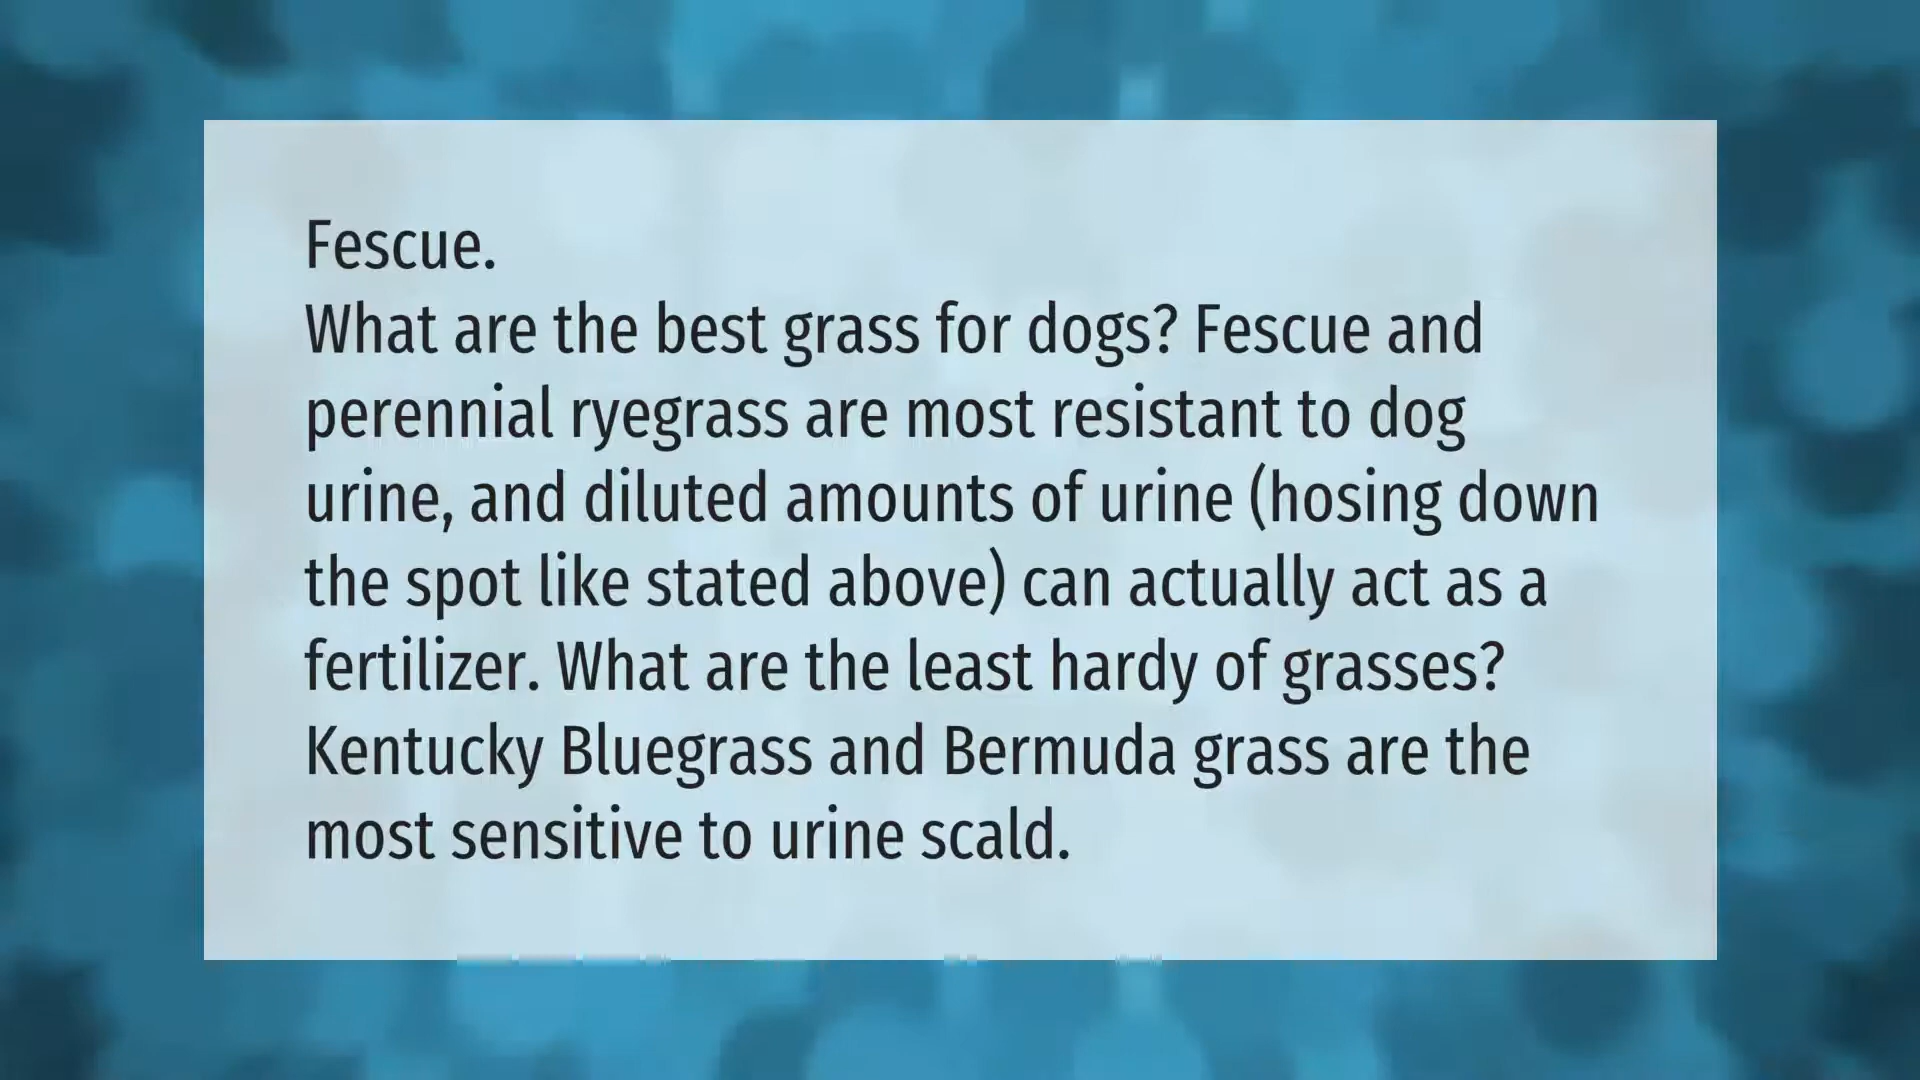 Fescue.
What are the best grass for dogs? Fescue and
perennial ryegrass are most resistant to dog
urine, and diluted amounts of urine (hosing down
the spot like stated above) can actually act as a
fertilizer. What are the least hardy of grasses?
Kentucky Bluegrass and Bermuda grass are the
most sensitive to urine scald.